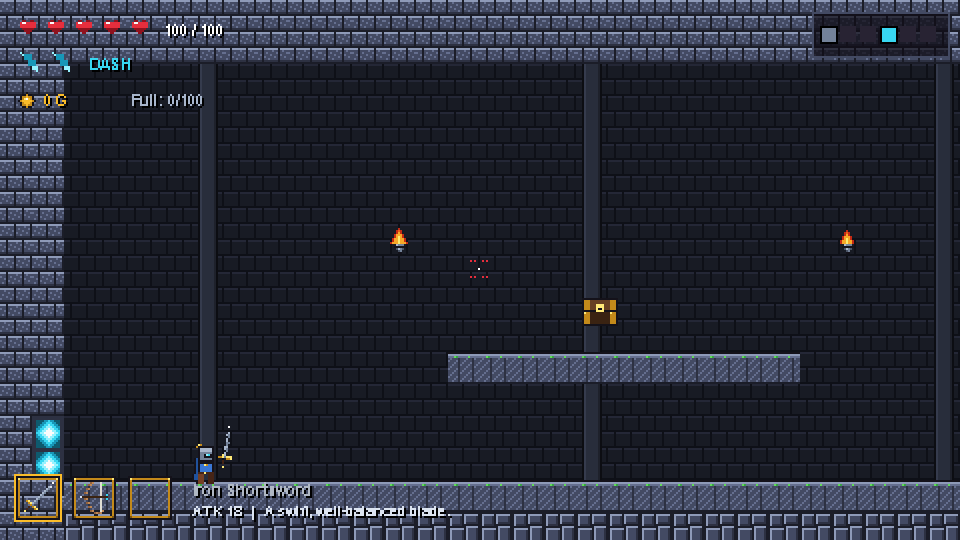 100 / 100
DASH
0 G
Full: 0/100
Iron Shortsword
ATK 18 | A swift, well-balanced blade.